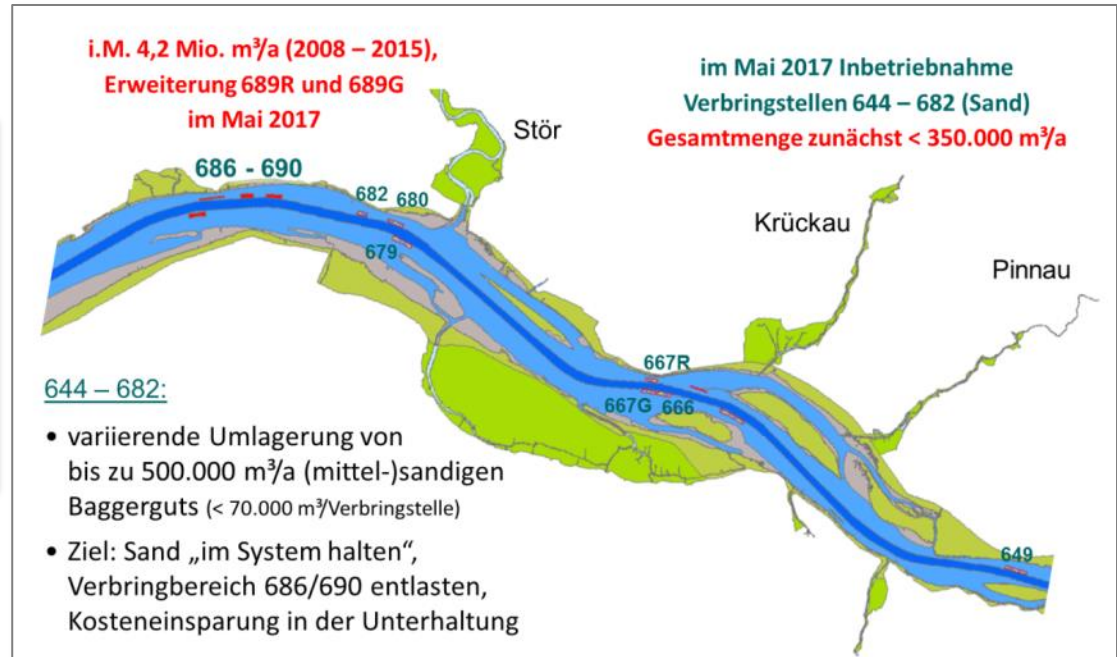 i.M. 4,2 Mio. m³/a (2008 – 2015),
Erweiterung 689R und 689G
im Mai 2017
im Mai 2017 Inbetriebnahme
Verbringstellen 644 – 682 (Sand)
Gesamtmenge zunächst < 350.000 m³/a
Stör
686 - 690
682
680
679
Krückau
Pinnau
667R
667G
666
649
644 – 682:
• variierende Umlagerung von
bis zu 500.000 m³/a (mittel-)sandigen
Baggerguts (< 70.000 m³/Verbringstelle)
• Ziel: Sand „im System halten“,
Verbringbereich 686/690 entlasten,
Kosteneinsparung in der Unterhaltung